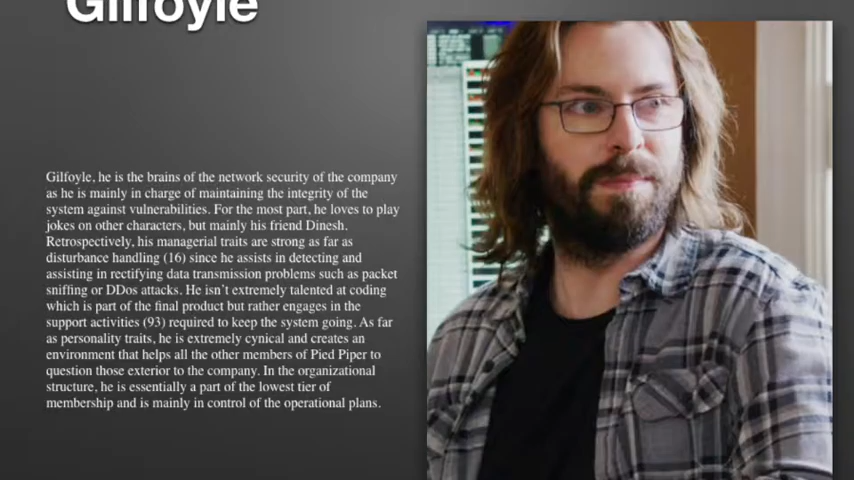 Gilfoyle
Gilfoyle, he is the brains of the network security of the company
as he is mainly in charge of maintaining the integrity of the
system against vulnerabilities. For the most part, he loves to play
jokes on other characters, but mainly his friend Dinesh.
Retrospectively, his managerial traits are strong as far as
disturbance handling (16) since he assists in detecting and
assisting in rectifying data transmission problems such as packet
sniffing or DDos attacks. He isn’t extremely talented at coding
which is part of the final product but rather engages in the
support activities (93) required to keep the system going. As far
as personality traits, he is extremely cynical and creates an
environment that helps all the other members of Pied Piper to
question those exterior to the company. In the organizational
structure, he is essentially a part of the lowest tier of
membership and is mainly in control of the operational plans.